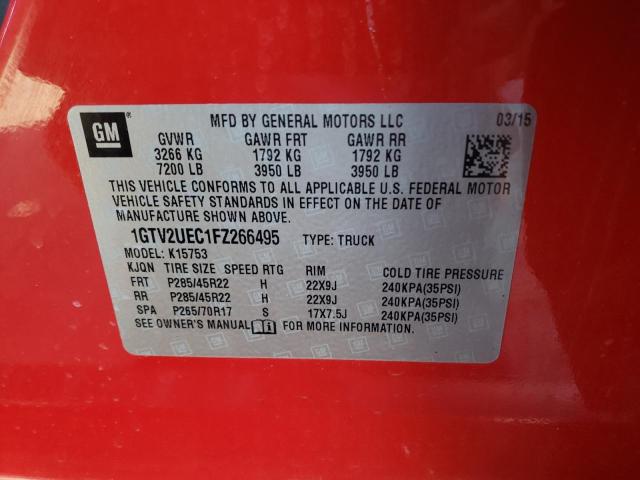 GM
MFD BY GENERAL MOTORS LLC 03/15
GVWR GAWR FRT GAWR RR
3266 KG 1792 KG 1792 KG
7200 LB 3950 LB 3950 LB
THIS VEHICLE CONFORMS TO ALL APPLICABLE U.S. FEDERAL MOTOR
VEHICLE SAFETY STANDARDS IN EFFECT ON THE DATE OF
MANUFACTURE SHOWN ABOVE.
1GTV2UEC1FZ266495 TYPE: TRUCK
MODEL: K15753
KJQN TIRE SIZE SPEED RTG RIM COLD TIRE PRESSURE
FRT P285/45R22 H 22X9J 240KPA(35PSI)
RR P285/45R22 H 22X9J 240KPA(35PSI)
SPA P265/70R17 S 17X7.5J 240KPA(35PSI)
SEE OWNER'S MANUAL FOR MORE INFORMATION.